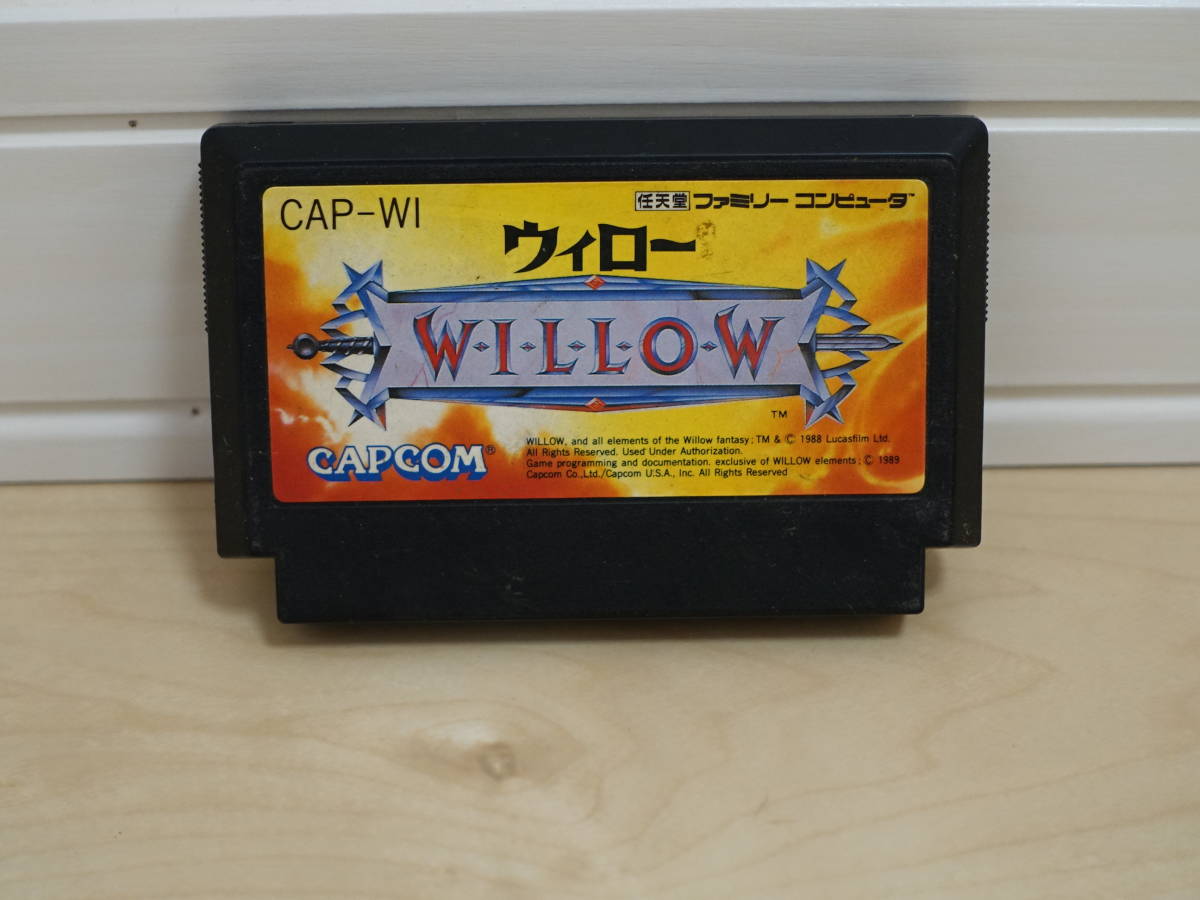 CAP-WI
任天堂 ファミリー コンピュータ™
ウィロー
W·I·L·L·O·W
TM
CAPCOM®
WILLOW, and all elements of the Willow fantasy; TM & © 1988 Lucasfilm Ltd.
All Rights Reserved. Used Under Authorization.
Game programming and documentation. exclusive of WILLOW elements; © 1989
Capcom Co.,Ltd./Capcom U.S.A., Inc. All Rights Reserved